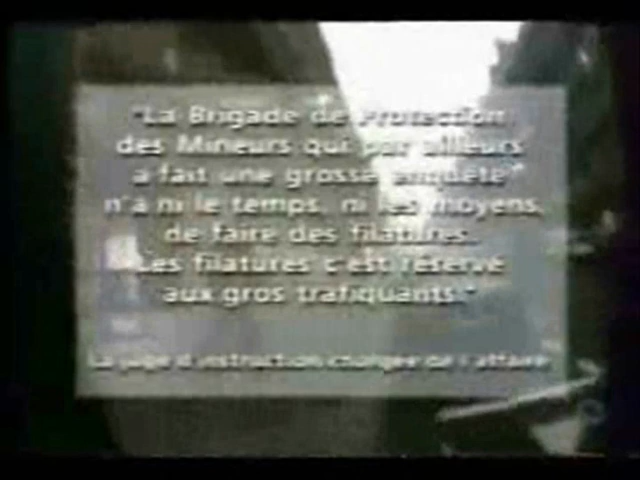 "La Brigade de Protection
des Mineurs qui par ailleurs
a fait une grosse enquête
n'a ni le temps, ni les moyens,
de faire des filatures.
Les filatures c'est réservé
aux gros trafiquants."
La juge d'instruction chargée de l'affaire